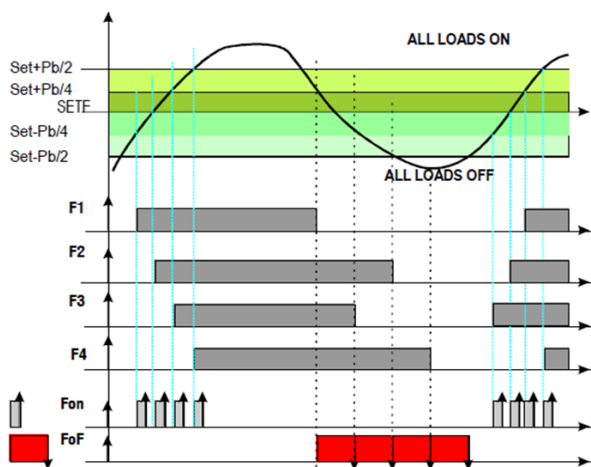 ALL LOADS ON
Set+Pb/2
Set+Pb/4
SETF
Set-Pb/4
Set-Pb/2
ALL LOADS OFF
F1
F2
F3
F4
Fon
FoF